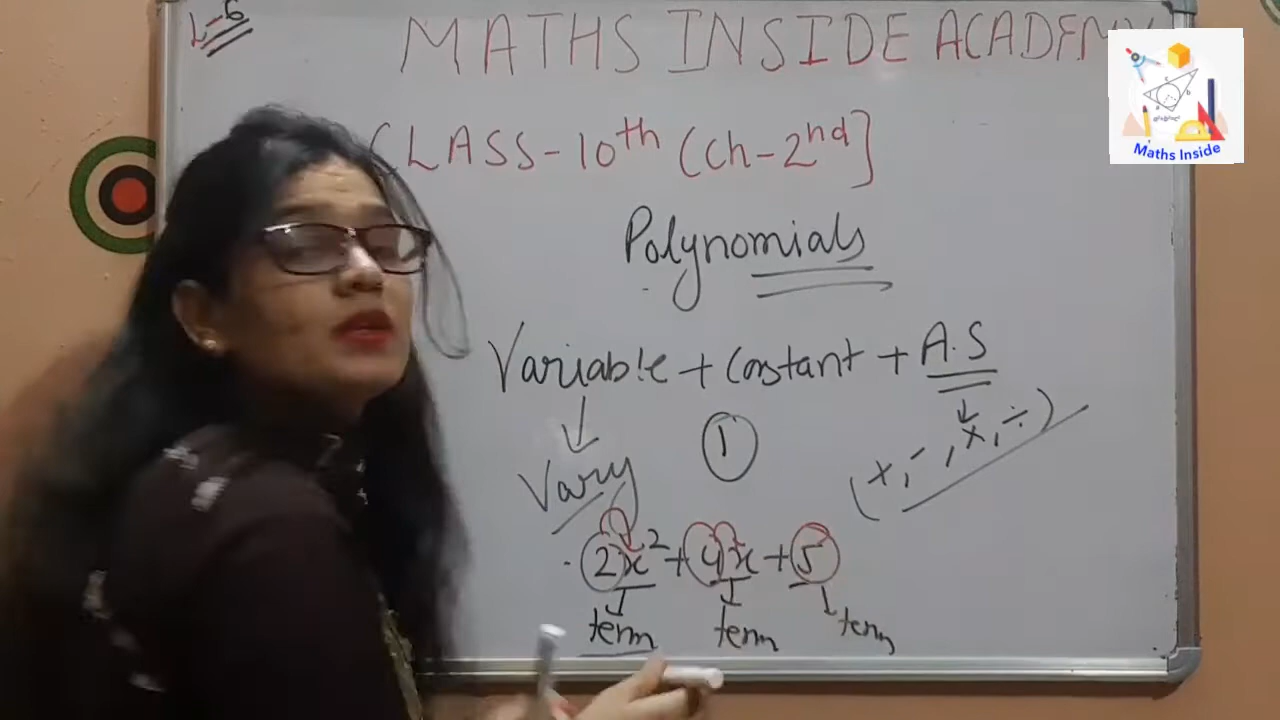 L-6
MATHS INSIDE ACADEMY
Maths Inside
CLASS-10th (Ch-2nd]
Polynomials
Variable + Constant + A.S
Vary
1
(x, -, x, ÷)
2x² + 4x + 5
term term term